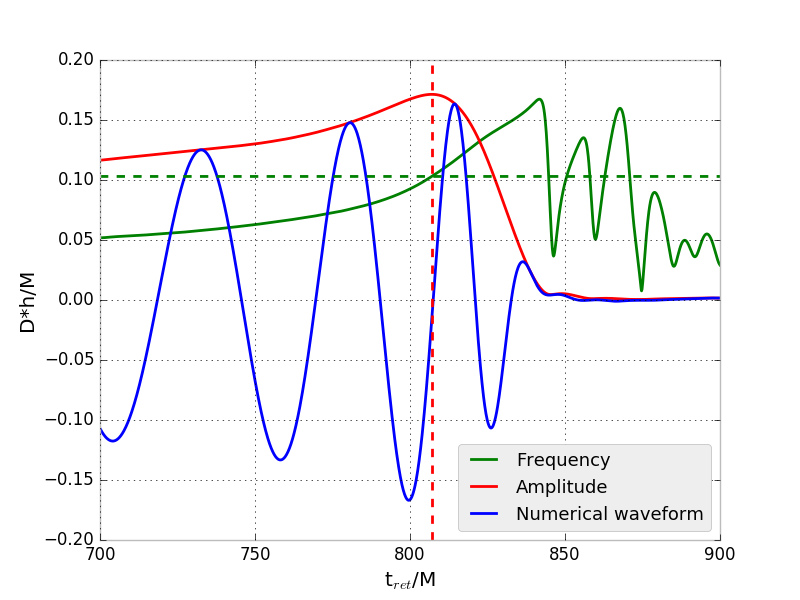 0.20
0.15
0.10
0.05
0.00
−0.05
−0.10
−0.15
−0.20
D*h/M
700 750 800 850 900
t_ret/M
Frequency
Amplitude
Numerical waveform